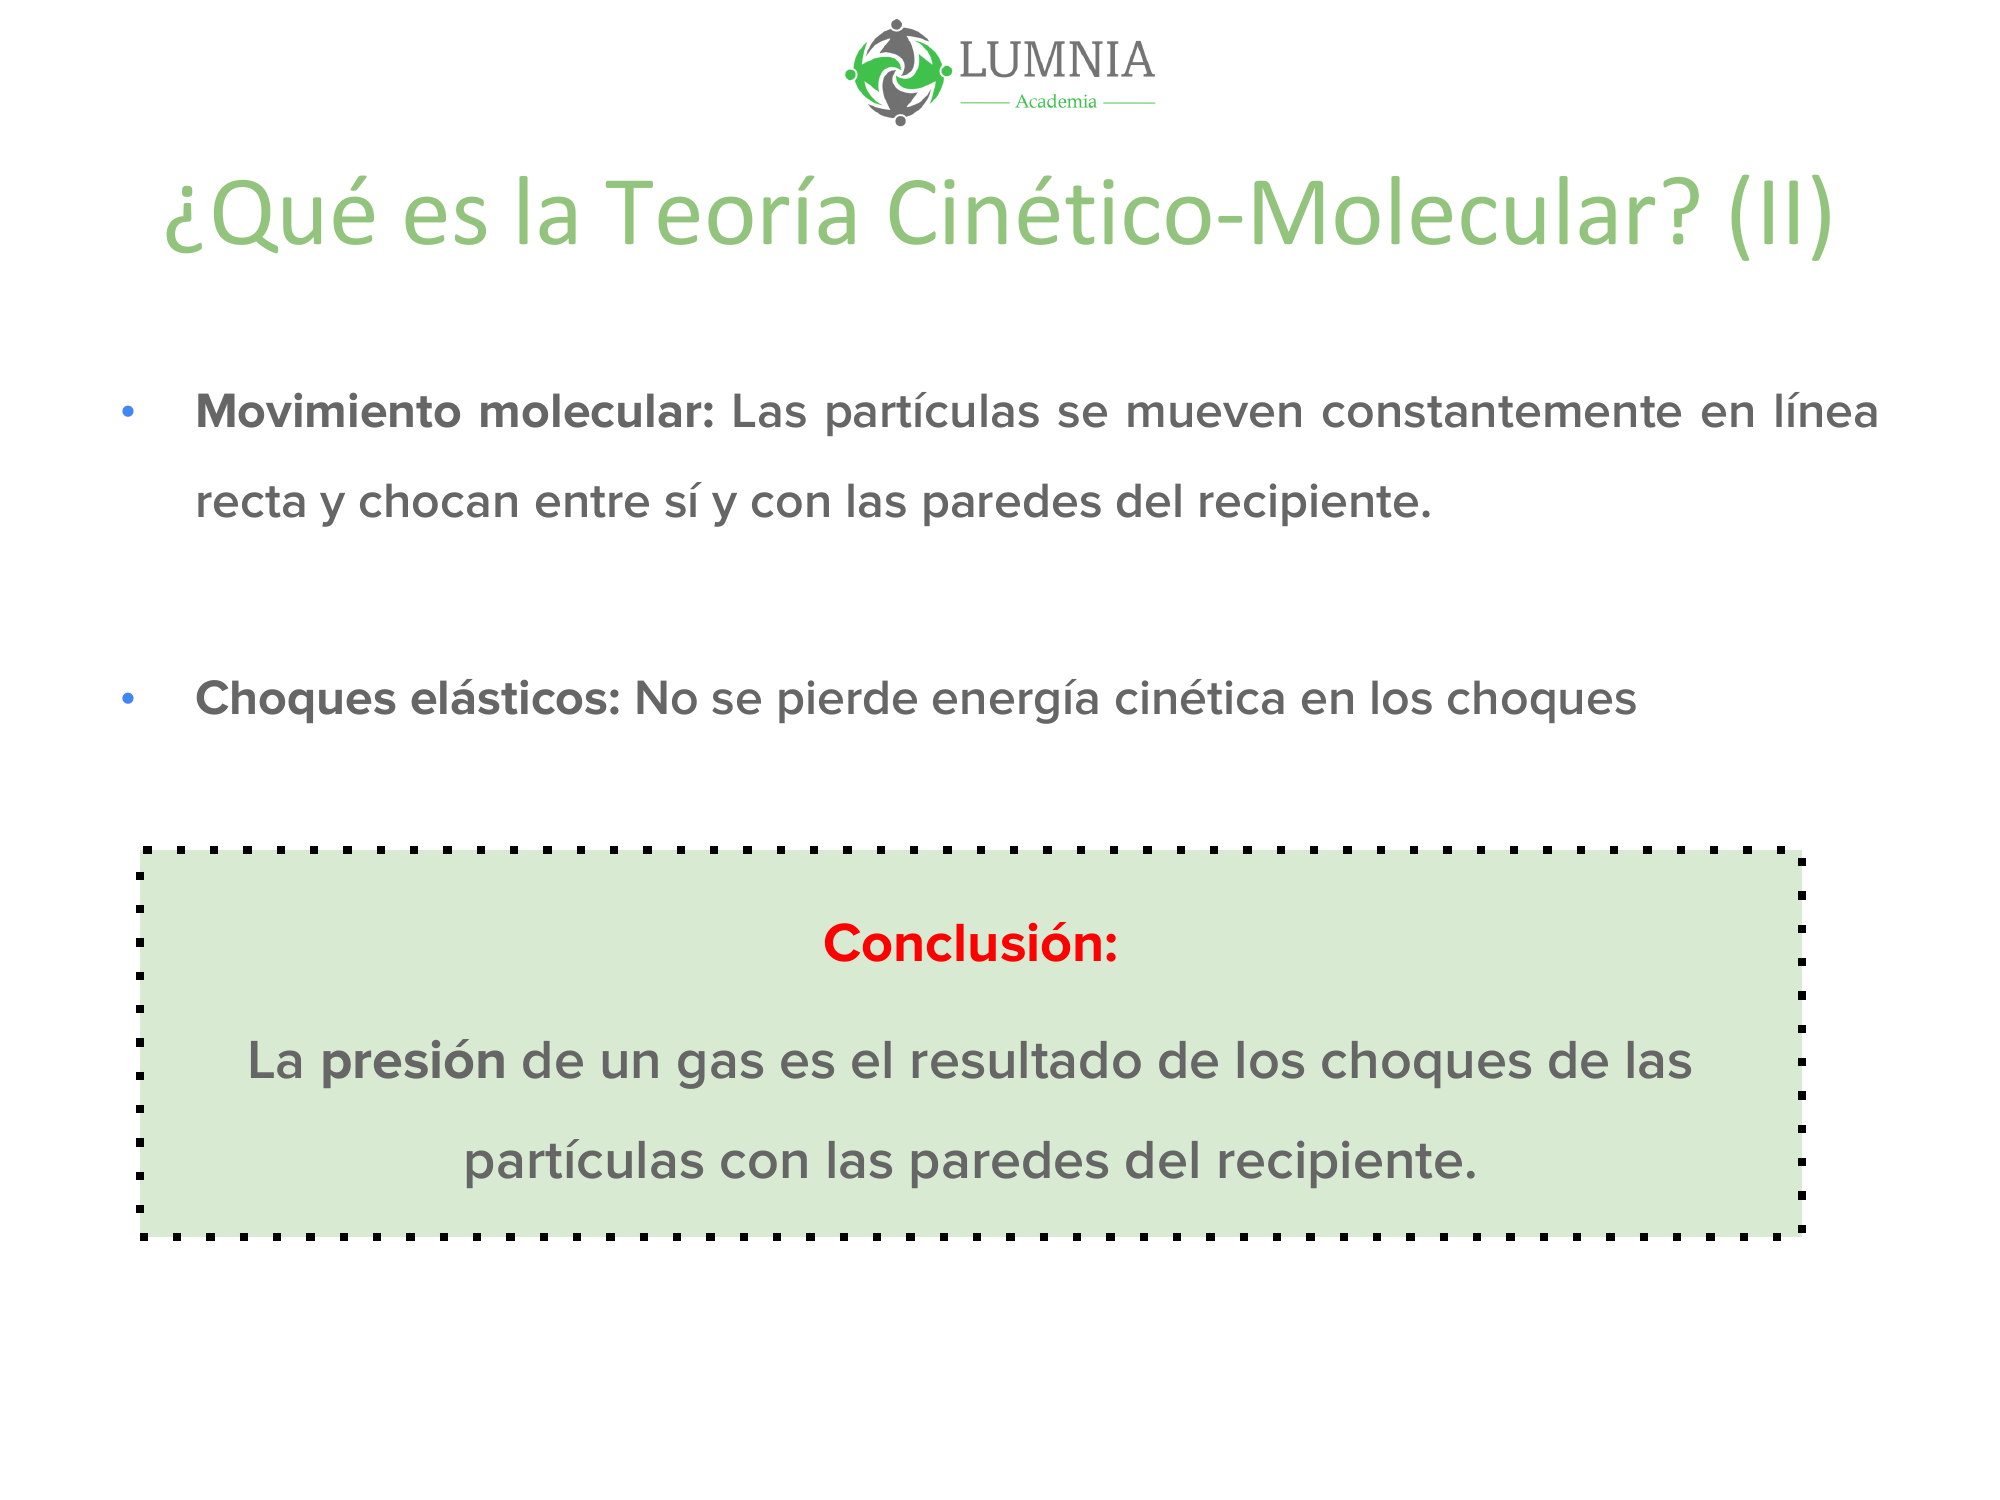 LUMNIA
Academia
¿Qué es la Teoría Cinético-Molecular? (II)
• Movimiento molecular: Las partículas se mueven constantemente en línea
recta y chocan entre sí y con las paredes del recipiente.
• Choques elásticos: No se pierde energía cinética en los choques
Conclusión:
La presión de un gas es el resultado de los choques de las
partículas con las paredes del recipiente.